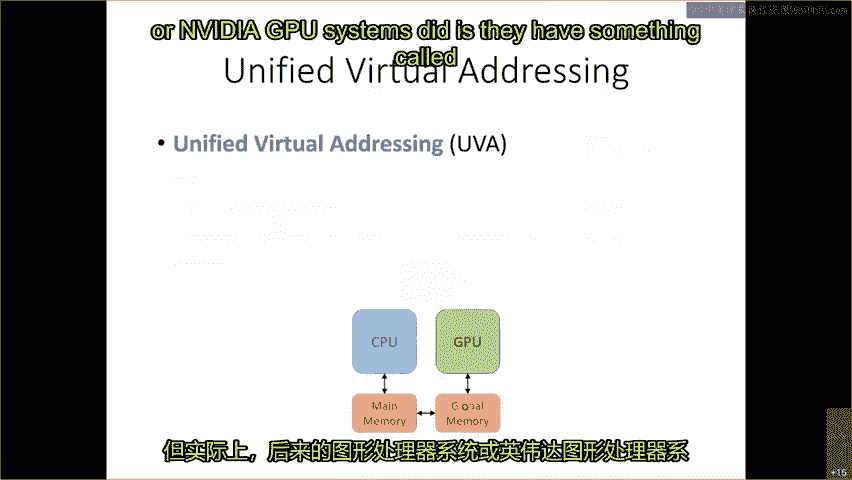 or NVIDIA GPU systems did is they have something
called
Unified Virtual Addressing
• Unified Virtual Addressing (UVA)
CPU
GPU
Main
Memory
Global
Memory
但实际上，后来的图形处理器系统或英伟达图形处理器系
+15